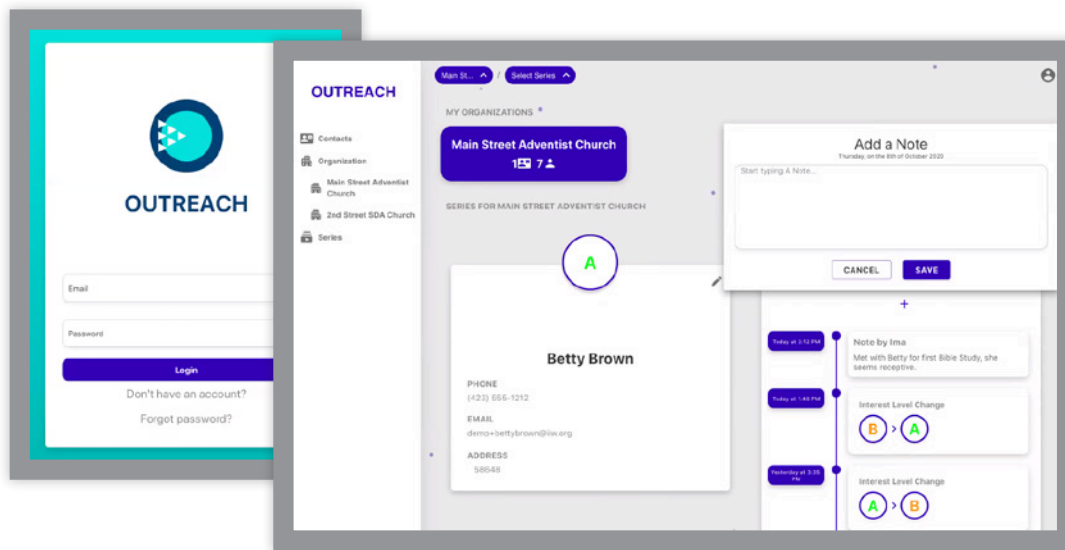 OUTREACH
Email
Password
Login
Don't have an account?
Forgot password?
OUTREACH
Contacts
Organization
Main Street Adventist
Church
2nd Street SDA Church
Series
Main St...
/
Select Series
MY ORGANIZATIONS
Main Street Adventist Church
1 7
SERIES FOR MAIN STREET ADVENTIST CHURCH
A
Betty Brown
PHONE
(423) 555-1212
EMAIL
demo+bettybrown@iiw.org
ADDRESS
58648
Add a Note
Thursday, on the 8th of October 2020
Start typing A Note...
CANCEL
SAVE
+
Today at 2:12 PM
Note by Ima
Met with Betty for first Bible Study, she
seems receptive.
Today at 1:48 PM
Interest Level Change
B > A
Yesterday at 3:35
PM
Interest Level Change
A > B